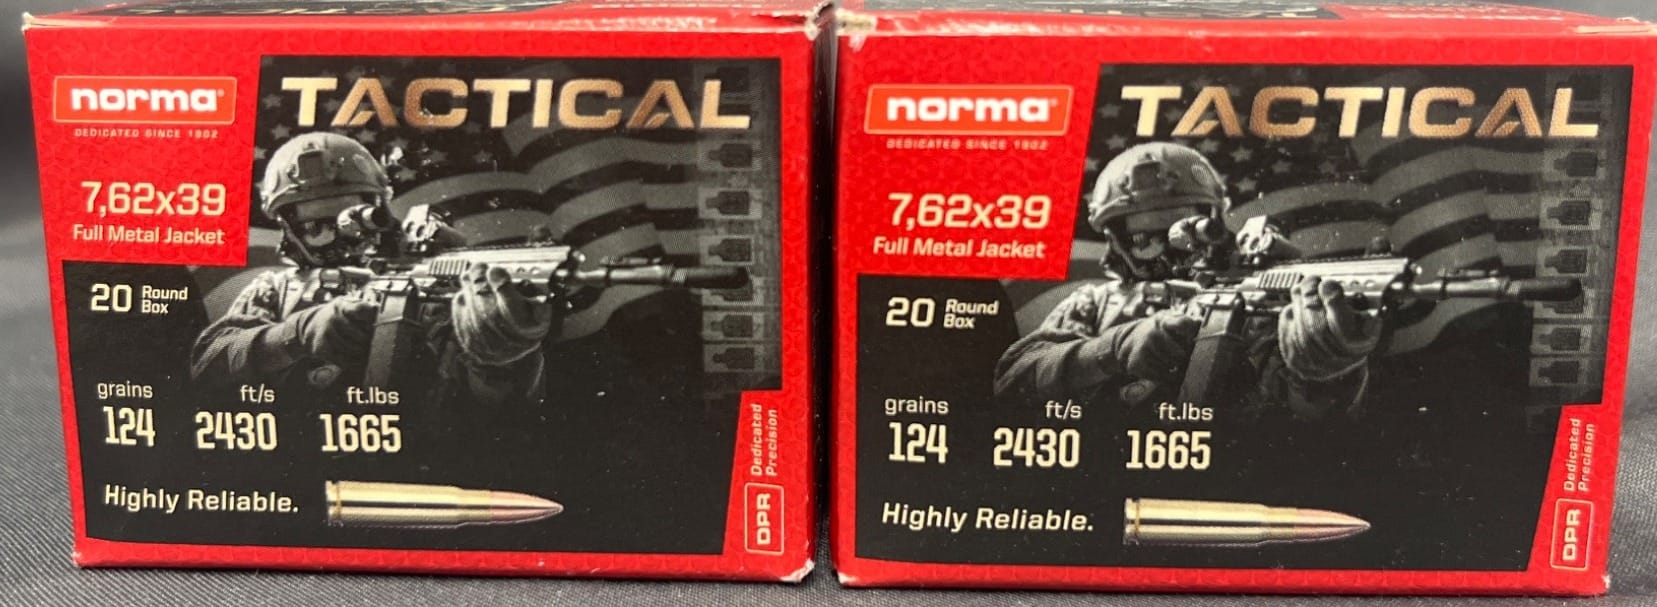 norma
DEDICATED SINCE 1902
TACTICAL
7,62x39
Full Metal Jacket
20 Round
Box
grains
124
ft/s
2430
ft.lbs
1665
Highly Reliable.
DPR
Dedicated
Precision
norma
DEDICATED SINCE 1902
TACTICAL
7,62x39
Full Metal Jacket
20 Round
Box
grains
124
ft/s
2430
ft.lbs
1665
Highly Reliable.
DPR
Dedicated
Precision